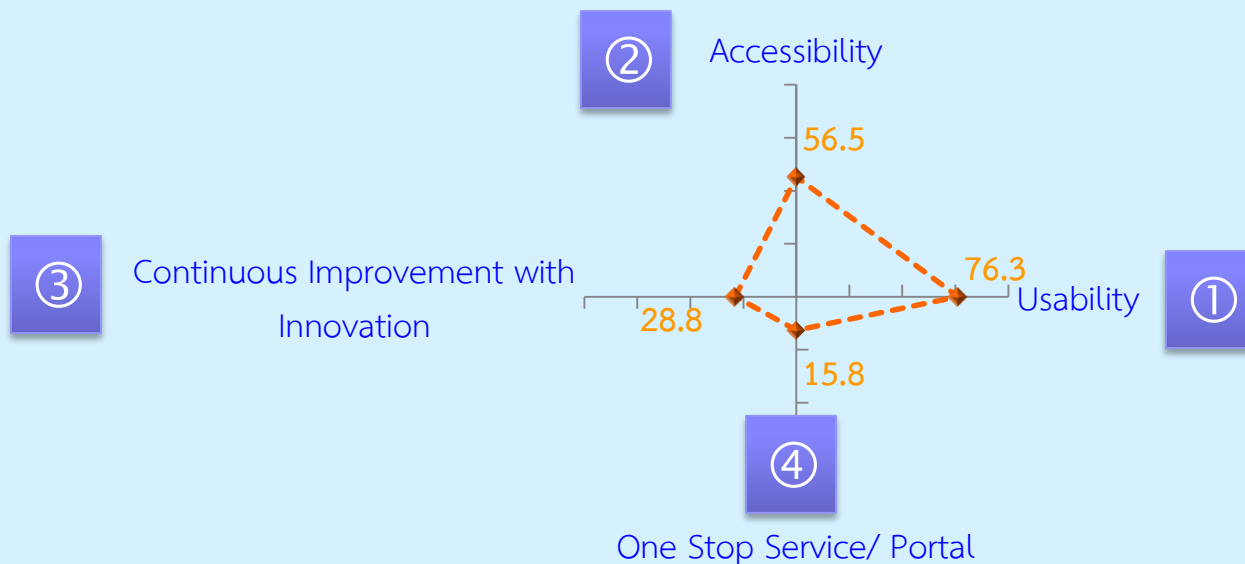 ②
Accessibility
56.5
③
Continuous Improvement with
Innovation
28.8
76.3
Usability
①
15.8
④
One Stop Service/ Portal